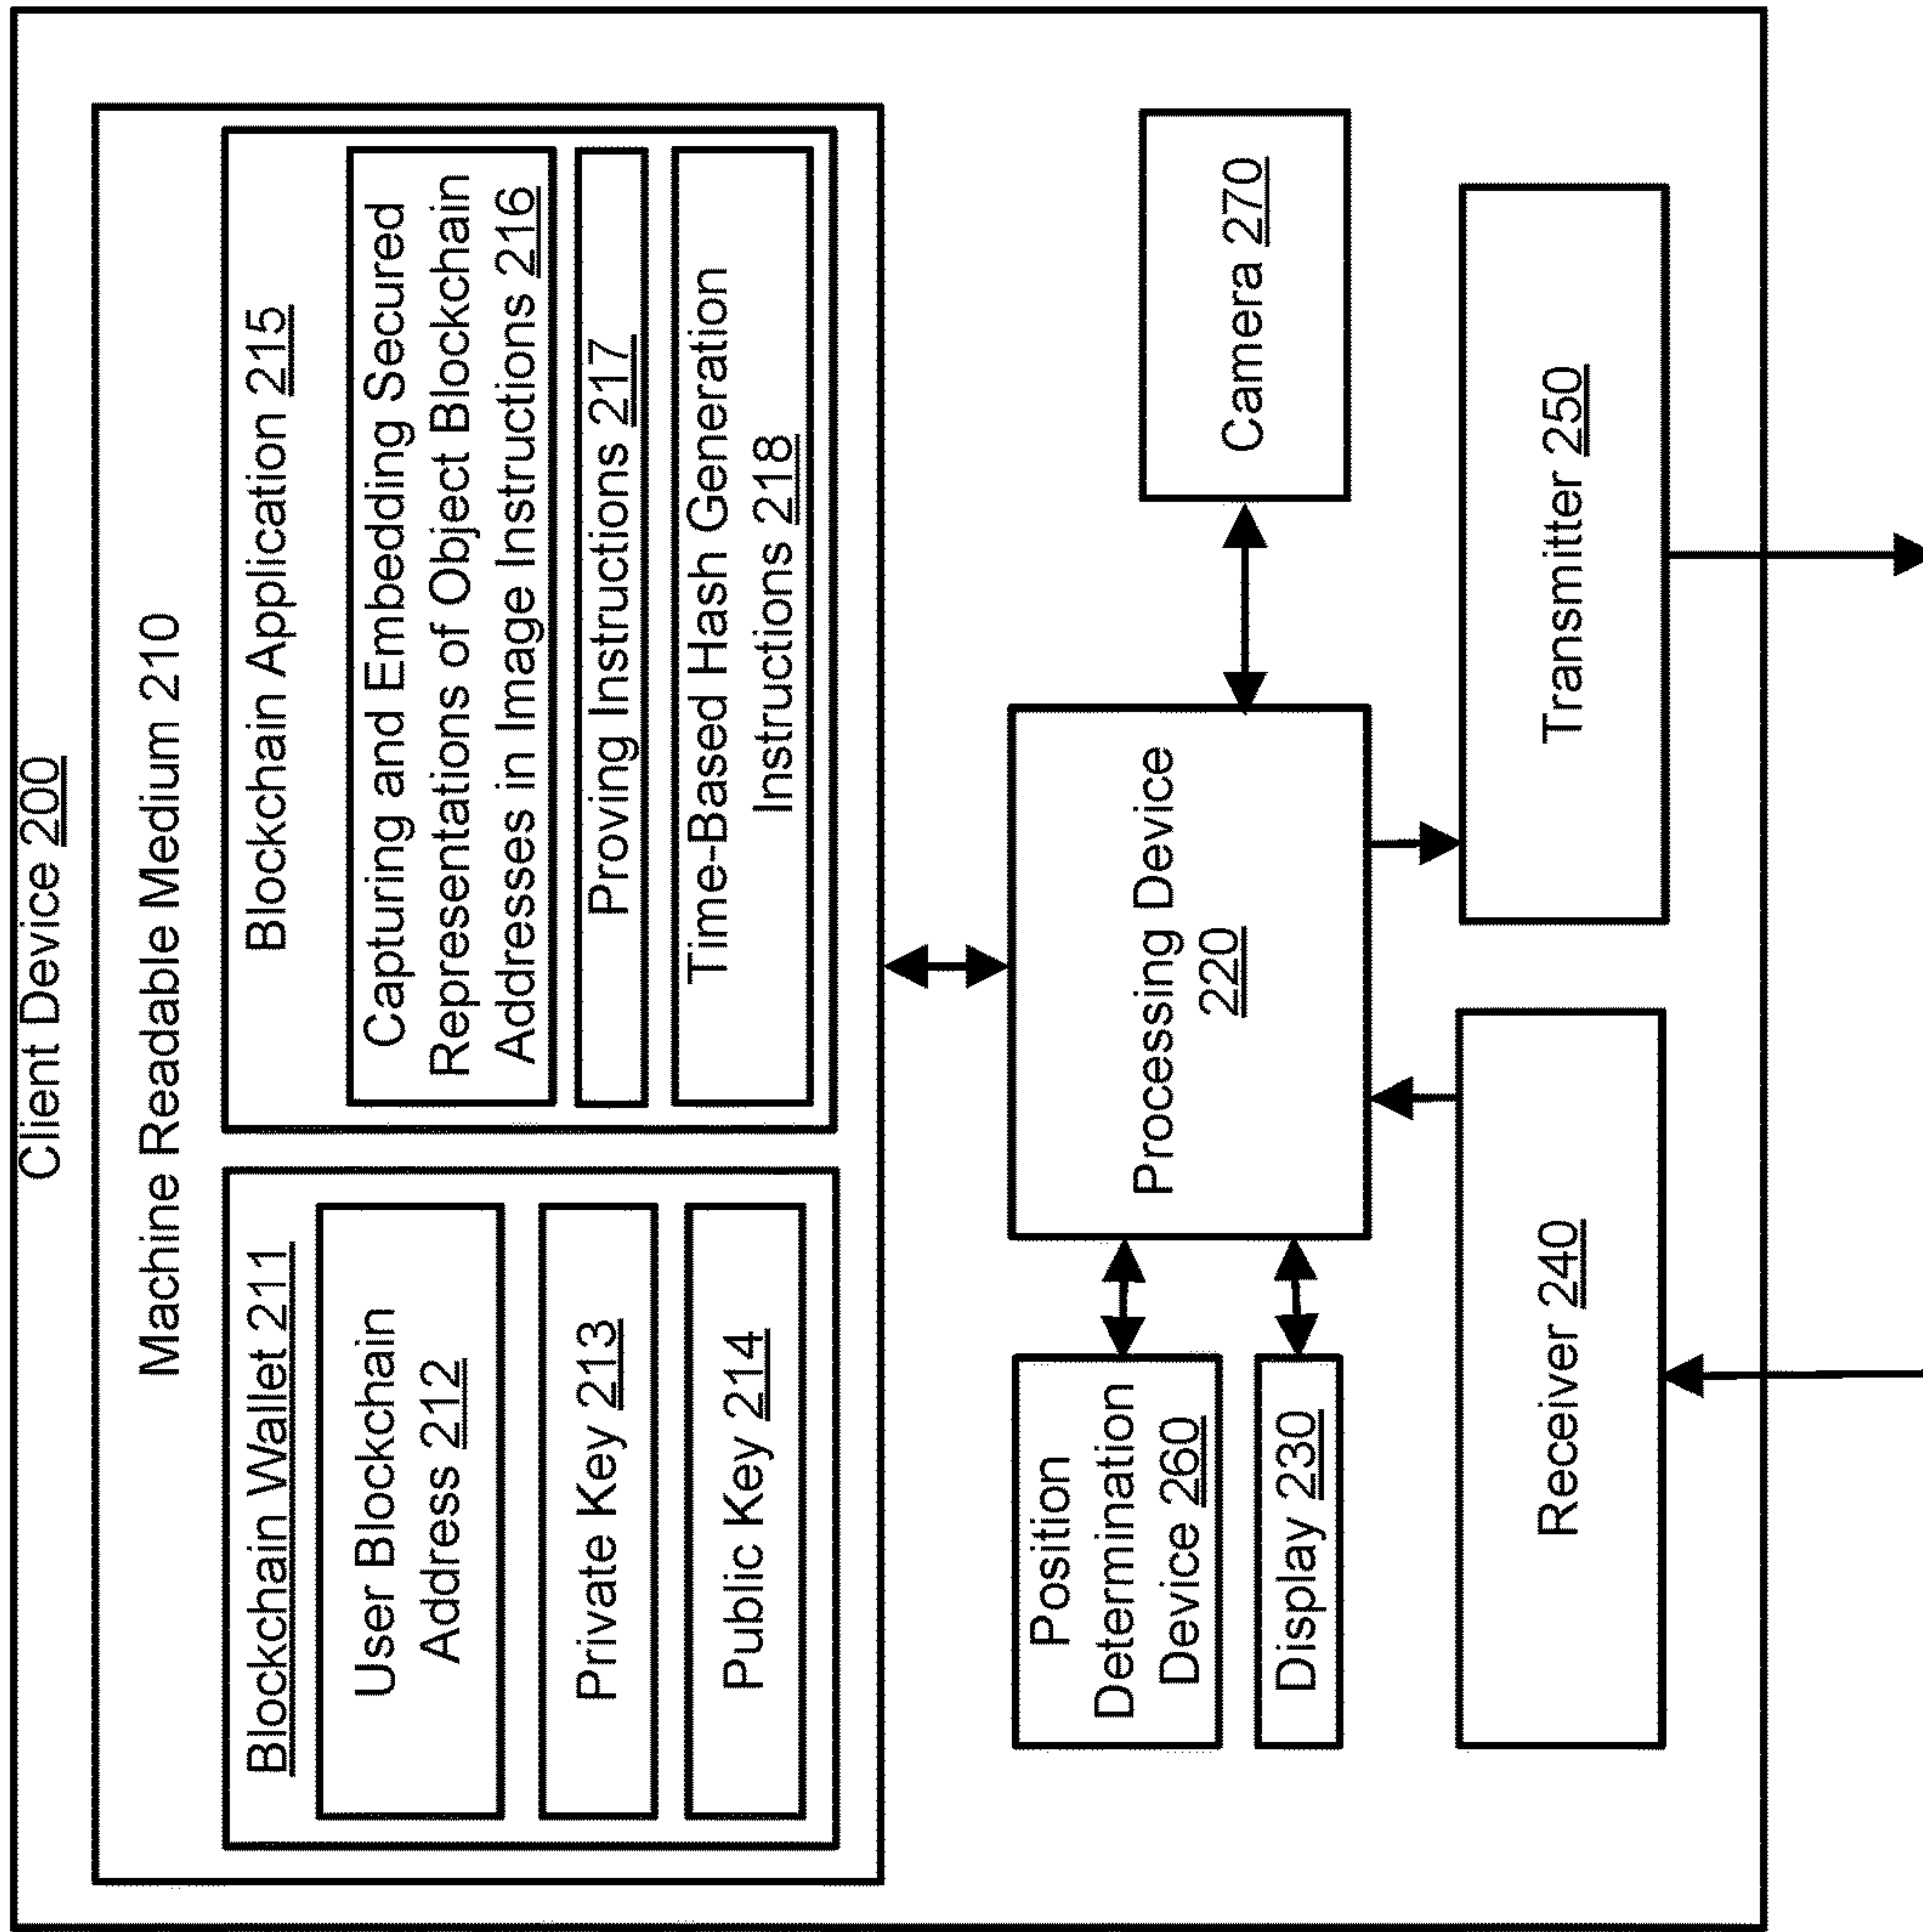 Client Device 200
Machine Readable Medium 210
Blockchain Wallet 211
User Blockchain
Address 212
Private Key 213
Public Key 214
Blockchain Application 215
Capturing and Embedding Secured
Representations of Object Blockchain
Addresses in Image Instructions 216
Proving Instructions 217
Time-Based Hash Generation
Instructions 218
Position
Determination
Device 260
Display 230
Processing Device
220
Camera 270
Receiver 240
Transmitter 250